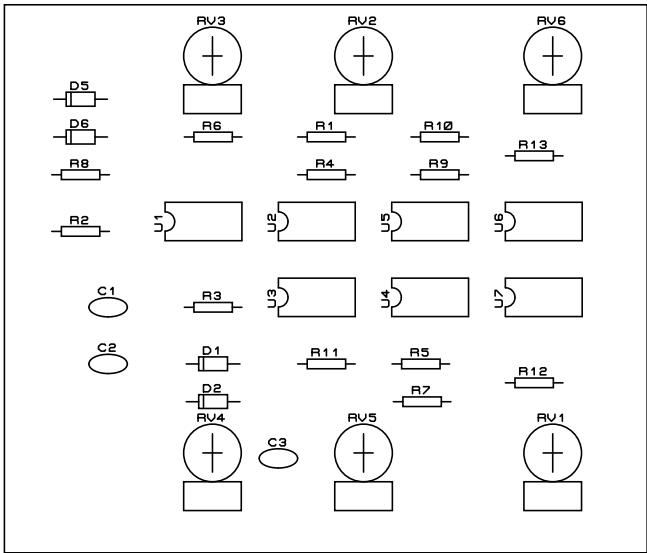 RV3 RV2 RV6
D5
D6 R6 R1 R10
R13
R8 R4 R9
R2 U1 U2 U5 U6
C1 R3 U3 U4 U7
C2 D1 R11 R5
R12
D2 R7
RV4 RV5 RV1
C3